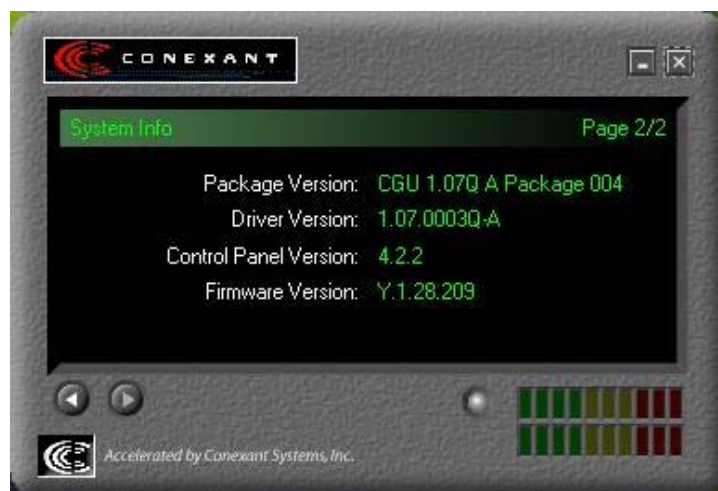 CONEXANT
System Info Page 2/2
Package Version: CGU 1.07Q A Package 004
Driver Version: 1.07.0003Q-A
Control Panel Version: 4.2.2
Firmware Version: Y.1.28.209
Accelerated by Conexant Systems, Inc.